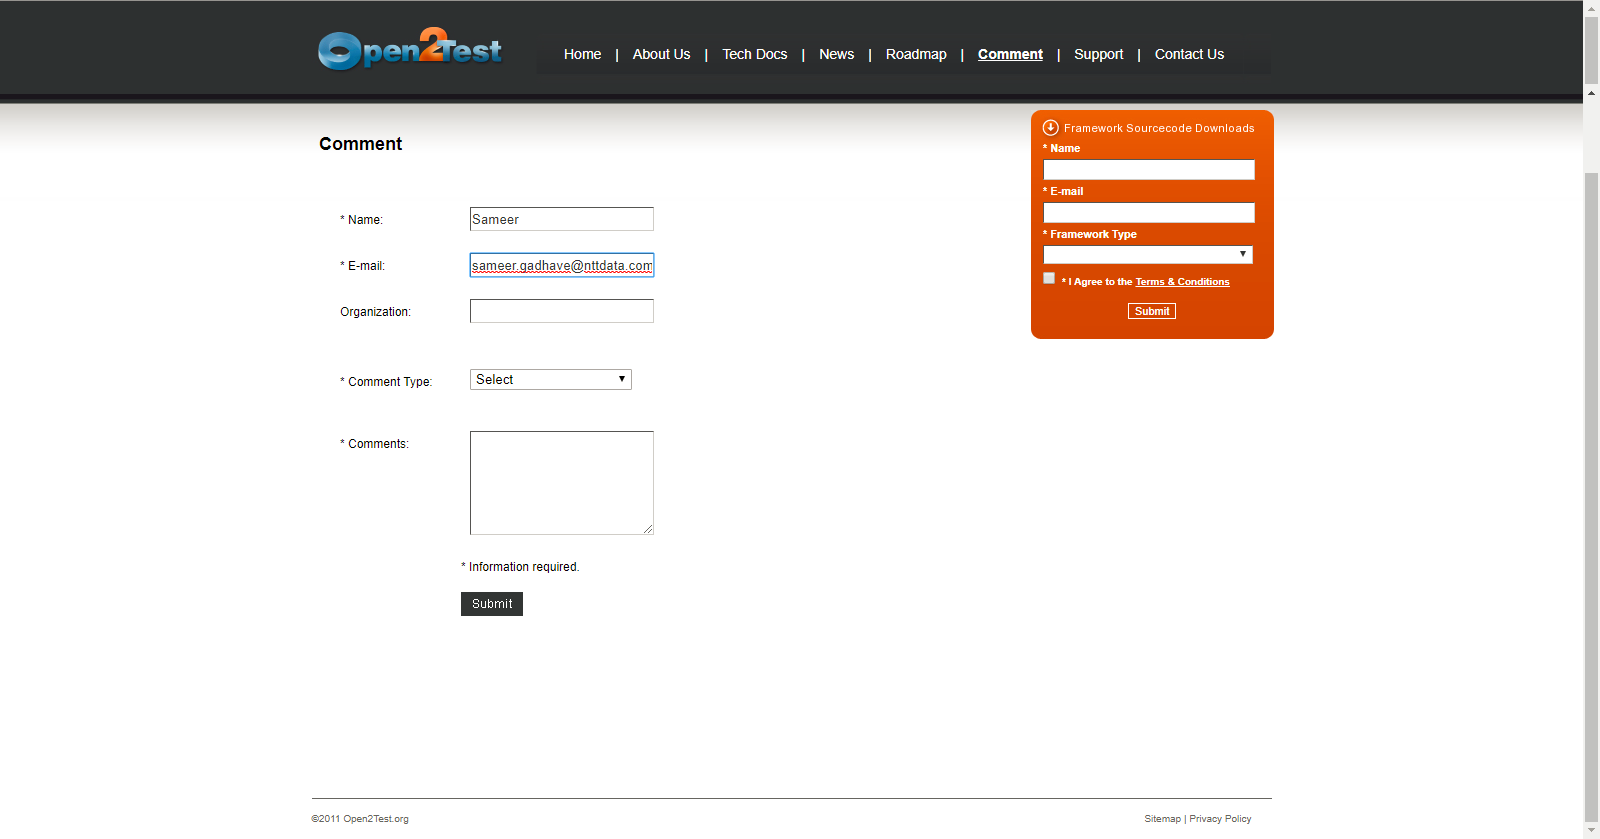 Open2Test
Home | About Us | Tech Docs | News | Roadmap | Comment | Support | Contact Us
Comment
* Name: Sameer
* E-mail: sameer.gadhave@nttdata.com
Organization:
* Comment Type: Select
* Comments:
* Information required.
Submit
Framework Sourcecode Downloads
* Name
* E-mail
* Framework Type
* I Agree to the Terms & Conditions
Submit
©2011 Open2Test.org
Sitemap | Privacy Policy